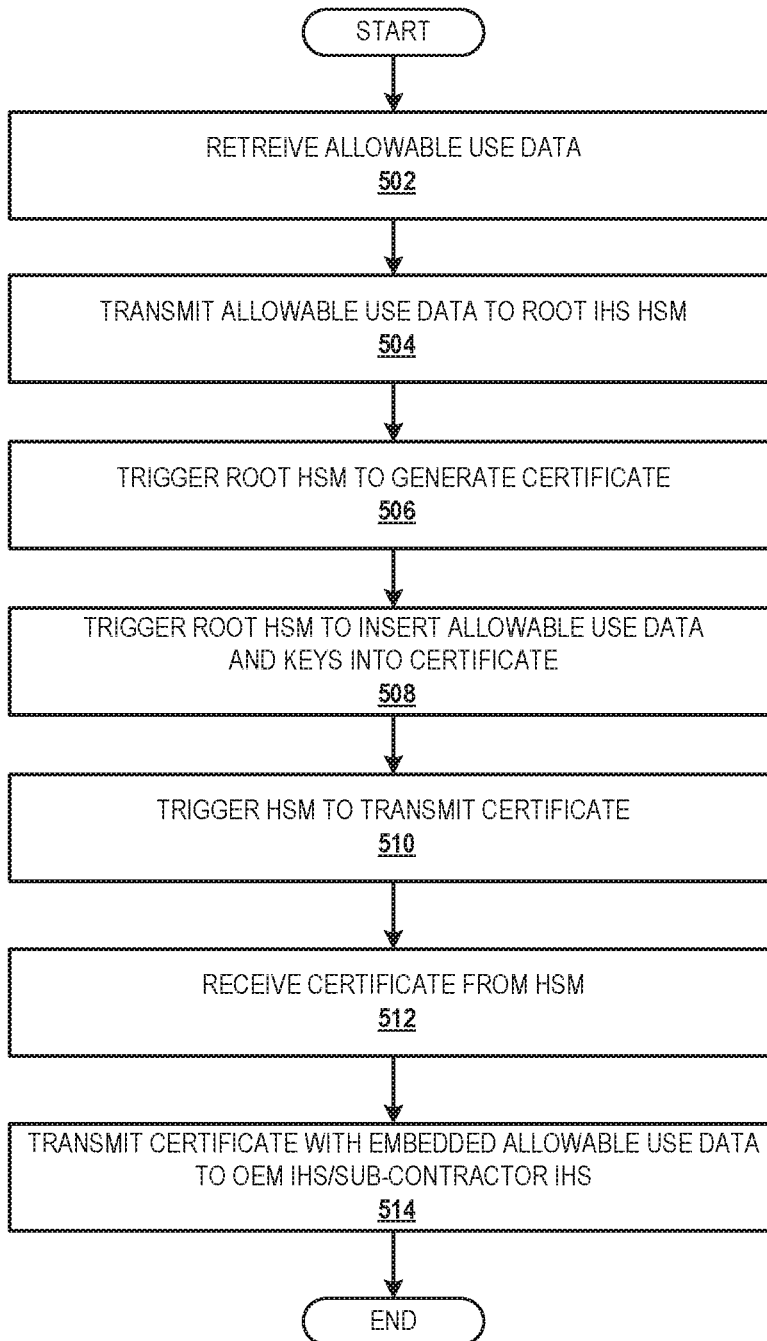 START
RETREIVE ALLOWABLE USE DATA
502
TRANSMIT ALLOWABLE USE DATA TO ROOT IHS HSM
504
TRIGGER ROOT HSM TO GENERATE CERTIFICATE
506
TRIGGER ROOT HSM TO INSERT ALLOWABLE USE DATA
AND KEYS INTO CERTIFICATE
508
TRIGGER HSM TO TRANSMIT CERTIFICATE
510
RECEIVE CERTIFICATE FROM HSM
512
TRANSMIT CERTIFICATE WITH EMBEDDED ALLOWABLE USE DATA
TO OEM IHS/SUB-CONTRACTOR IHS
514
END